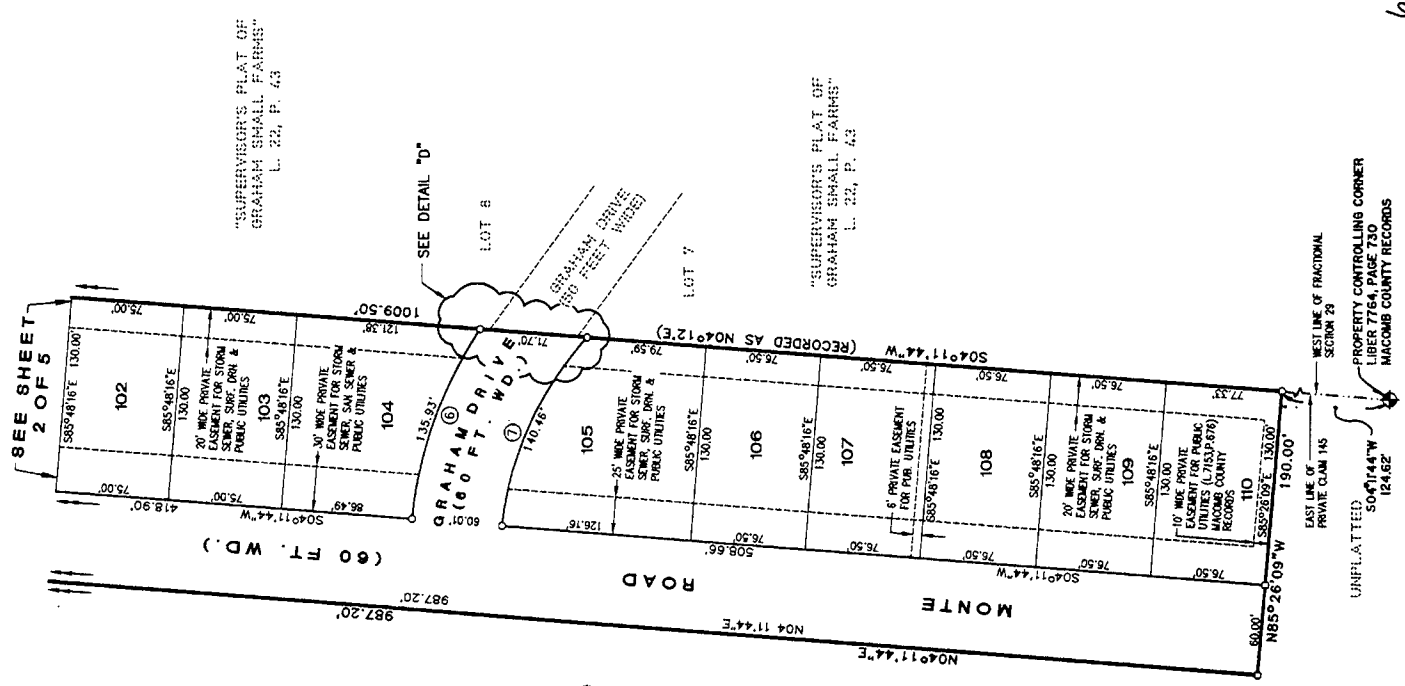 SEE SHEET
2 OF 5
"SUPERVISOR'S PLAT OF
GRAHAM SMALL FARMS"
L. 22, P. 43
SEE DETAIL "D"
LOT 8
GRAHAM DRIVE
(60 FEET WIDE)
LOT 7
"SUPERVISOR'S PLAT OF
GRAHAM SMALL FARMS"
L. 22, P. 43
S85°48'16"E 130.00'
75.00'
102
75.00'
418.90'
S85°48'16"E
130.00
20' WIDE PRIVATE
EASEMENT FOR STORM
SEWER, SURF. DRN. &
PUBLIC UTILITIES
75.00'
103
75.00'
S85°48'16"E
130.00
1009.50'
30' WIDE PRIVATE
EASEMENT FOR STORM
SEWER, SAN SEWER &
PUBLIC UTILITIES
121.38'
104
S04°11'44"W
86.49'
135.93'
6
GRAHAM DRIVE
(60 FT. WD.)
71.70'
60.01'
7
140.46'
105
(RECORDED AS N04°12'E)
79.59'
25' WIDE PRIVATE
EASEMENT FOR STORM
SEWER, SURF. DRN. &
PUBLIC UTILITIES
126.16'
S85°48'16"E
130.00
76.50'
106
76.50'
508.66'
S85°48'16"E
130.00
76.50'
107
76.50'
6' PRIVATE EASEMENT
FOR PUB. UTILITIES
S85°48'16"E
130.00
S04°11'44"W
76.50'
108
76.50'
S85°48'16"E
130.00
S04°11'44"W
20' WIDE PRIVATE
EASEMENT FOR STORM
SEWER, SURF. DRN. &
PUBLIC UTILITIES
76.50'
109
76.50'
S85°48'16"E
130.00
10' WIDE PRIVATE
EASEMENT FOR PUBLIC
UTILITIES (L.7153,P.676)
MACOMB COUNTY
RECORDS
77.33'
110
76.50'
S85°26'09"E 130.00'
190.00'
N85°26'09"W
60.00'
(60 FT. WD.)
ROAD
MONTE
987.20'
987.20'
N04 11'44"E
N04°11'44"E
WEST LINE OF FRACTIONAL
SECTION 29
EAST LINE OF
PRIVATE CLAIM 145
UNPLATTED
S04°11'44"W
124.62'
PROPERTY CONTROLLING CORNER
LIBER 7764, PAGE 730
MACOMB COUNTY RECORDS